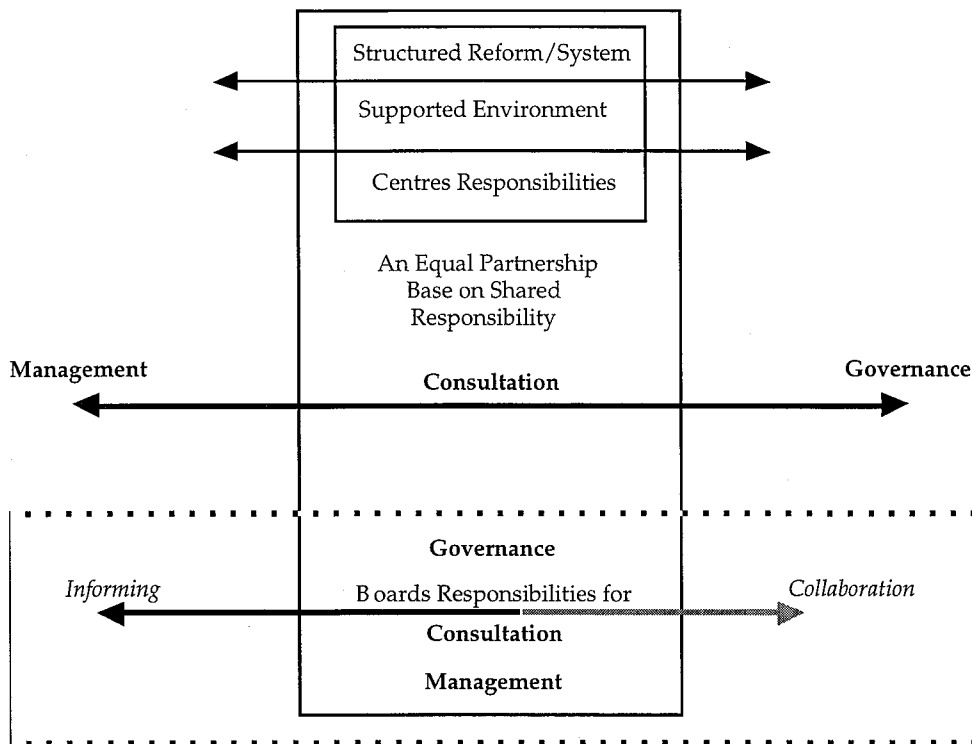 Structured Reform/System
Supported Environment
Centres Responsibilities
An Equal Partnership
Base on Shared
Responsibility
Management
Consultation
Governance
Governance
Informing
Boards Responsibilities for
Collaboration
Consultation
Management